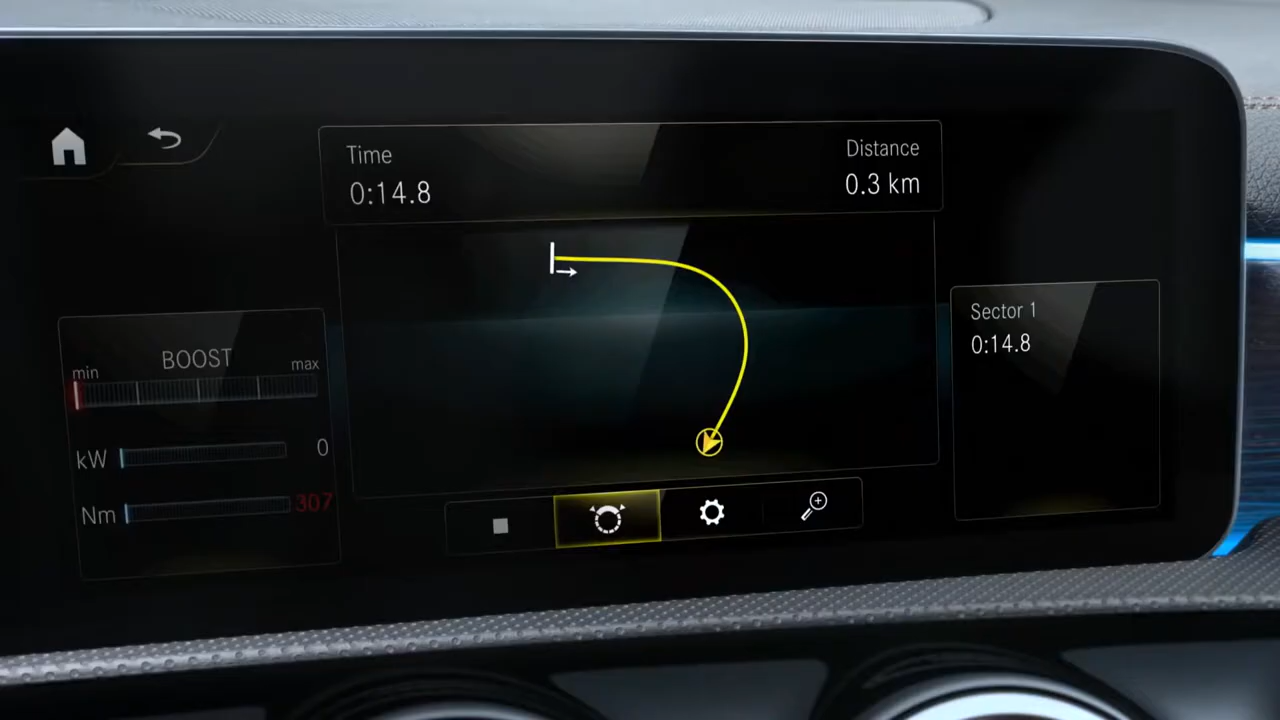 Time
0:14.8
Distance
0.3 km
BOOST
min
max
kW
0
Nm
307
Sector 1
0:14.8